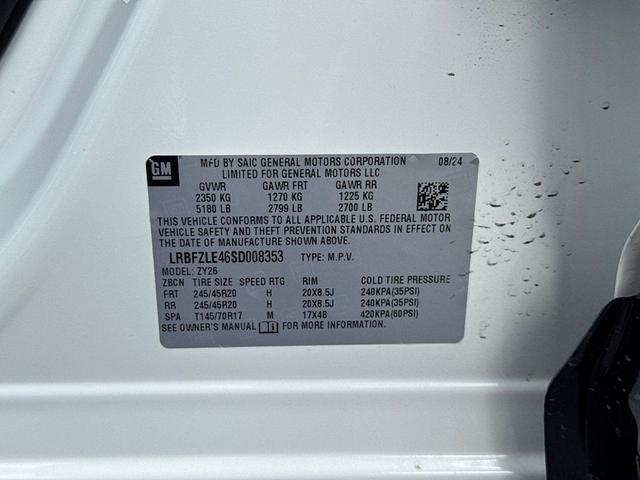 GM MFD BY SAIC GENERAL MOTORS CORPORATION 08/24
LIMITED FOR GENERAL MOTORS LLC
GVWR GAWR FRT GAWR RR
2350 KG 1270 KG 1225 KG
5180 LB 2799 LB 2700 LB
THIS VEHICLE CONFORMS TO ALL APPLICABLE U.S. FEDERAL MOTOR
VEHICLE SAFETY AND THEFT PREVENTION STANDARDS IN EFFECT ON
THE DATE OF MANUFACTURE SHOWN ABOVE.
LRBFZLE46SD008353 TYPE: M.P.V.
MODEL: ZY26
ZBCN TIRE SIZE SPEED RTG RIM COLD TIRE PRESSURE
FRT 245/45R20 H 20X8.5J 240KPA(35PSI)
RR 245/45R20 H 20X8.5J 240KPA(35PSI)
SPA T145/70R17 M 17X4B 420KPA(60PSI)
SEE OWNER'S MANUAL FOR MORE INFORMATION.